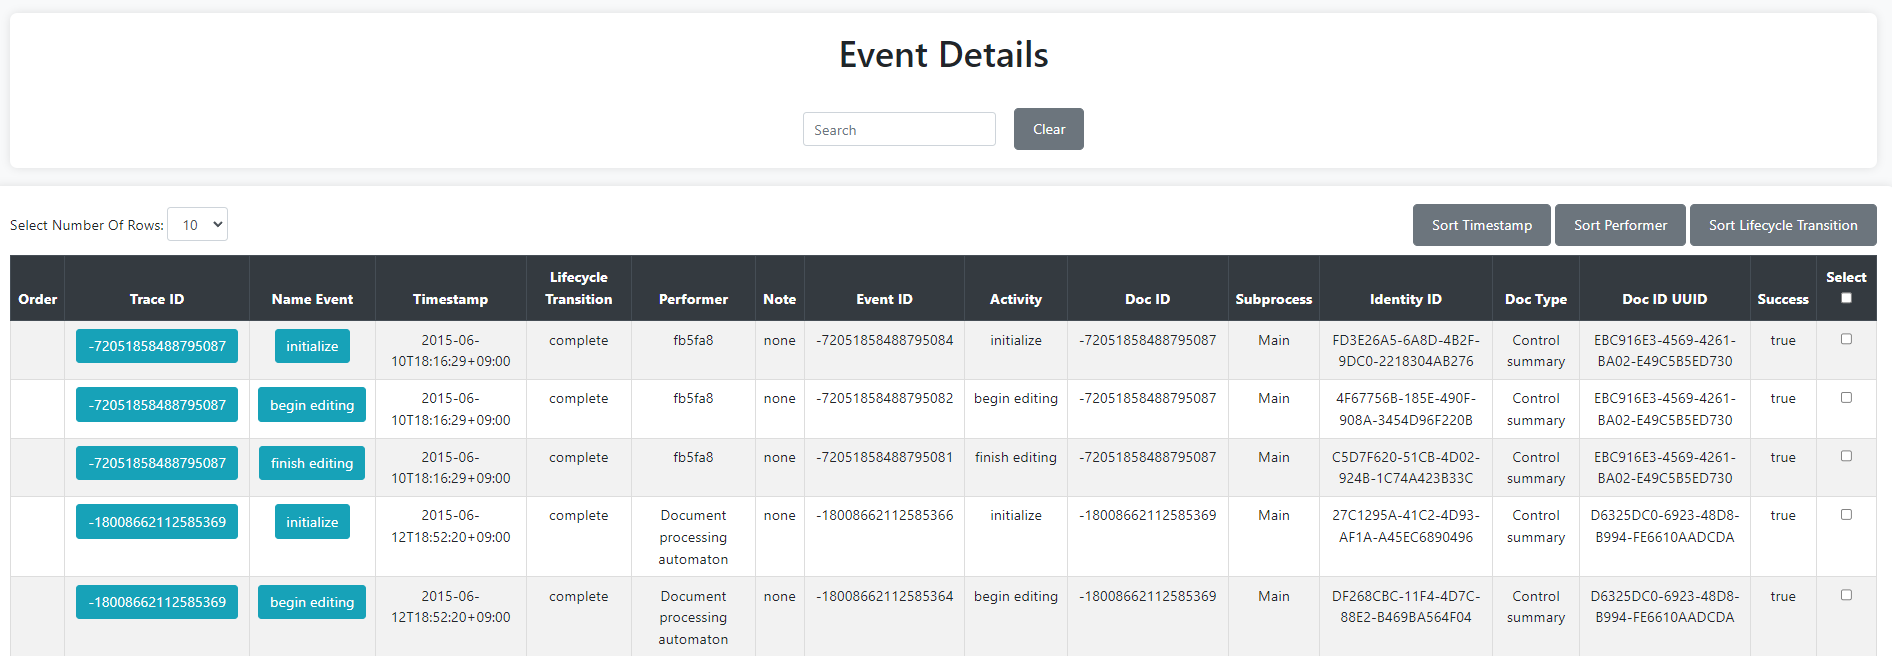 Event Details
Search Clear
Select Number Of Rows: 10 Sort Timestamp Sort Performer Sort Lifecycle Transition
Order Trace ID Name Event Timestamp Lifecycle Transition Performer Note Event ID Activity Doc ID Subprocess Identity ID Doc Type Doc ID UUID Success Select
-72051858488795087 initialize 2015-06-10T18:16:29+09:00 complete fb5fa8 none -72051858488795084 initialize -72051858488795087 Main FD3E26A5-6A8D-4B2F-9DC0-2218304AB276 Control summary EBC916E3-4569-4261-BA02-E49C5B5ED730 true
-72051858488795087 begin editing 2015-06-10T18:16:29+09:00 complete fb5fa8 none -72051858488795082 begin editing -72051858488795087 Main 4F67756B-185E-490F-908A-3454D96F220B Control summary EBC916E3-4569-4261-BA02-E49C5B5ED730 true
-72051858488795087 finish editing 2015-06-10T18:16:29+09:00 complete fb5fa8 none -72051858488795081 finish editing -72051858488795087 Main C5D7F620-51CB-4D02-924B-1C74A423B33C Control summary EBC916E3-4569-4261-BA02-E49C5B5ED730 true
-18008662112585369 initialize 2015-06-12T18:52:20+09:00 complete Document processing automaton none -18008662112585366 initialize -18008662112585369 Main 27C1295A-41C2-4D93-AF1A-A45EC6890496 Control summary D6325DC0-6923-48D8-B994-FE6610AADCDA true
-18008662112585369 begin editing 2015-06-12T18:52:20+09:00 complete Document processing automaton none -18008662112585364 begin editing -18008662112585369 Main DF268CBC-11F4-4D7C-88E2-B469BA564F04 Control summary D6325DC0-6923-48D8-B994-FE6610AADCDA true